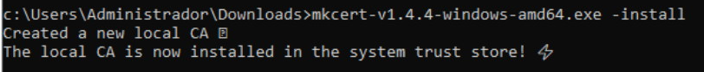 c:\Users\Administrador\Downloads>mkcert-v1.4.4-windows-amd64.exe -install
Created a new local CA ⍰
The local CA is now installed in the system trust store! ⚡